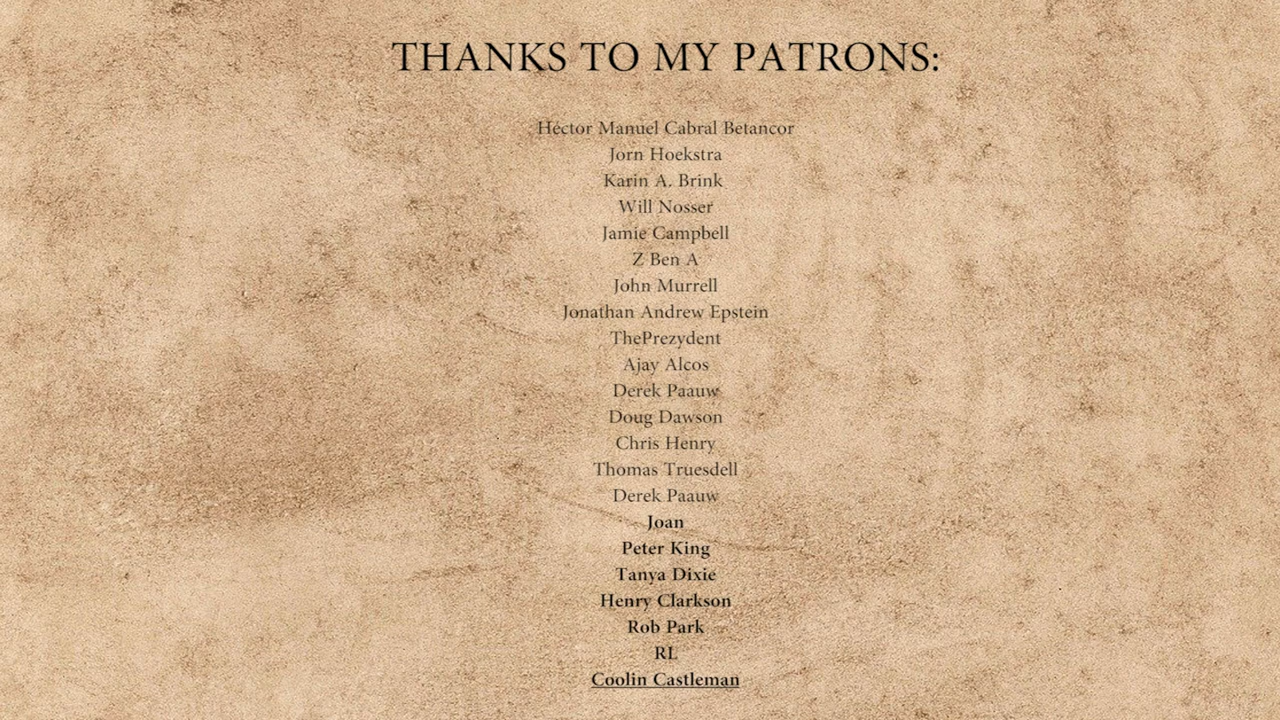 THANKS TO MY PATRONS:
Héctor Manuel Cabral Betancor
Jorn Hoekstra
Karin A. Brink
Will Nosser
Jamie Campbell
Z Ben A
John Murrell
Jonathan Andrew Epstein
ThePrezydent
Ajay Alcos
Derek Paauw
Doug Dawson
Chris Henry
Thomas Truesdell
Derek Paauw
Joan
Peter King
Tanya Dixie
Henry Clarkson
Rob Park
RL
Coolin Castleman